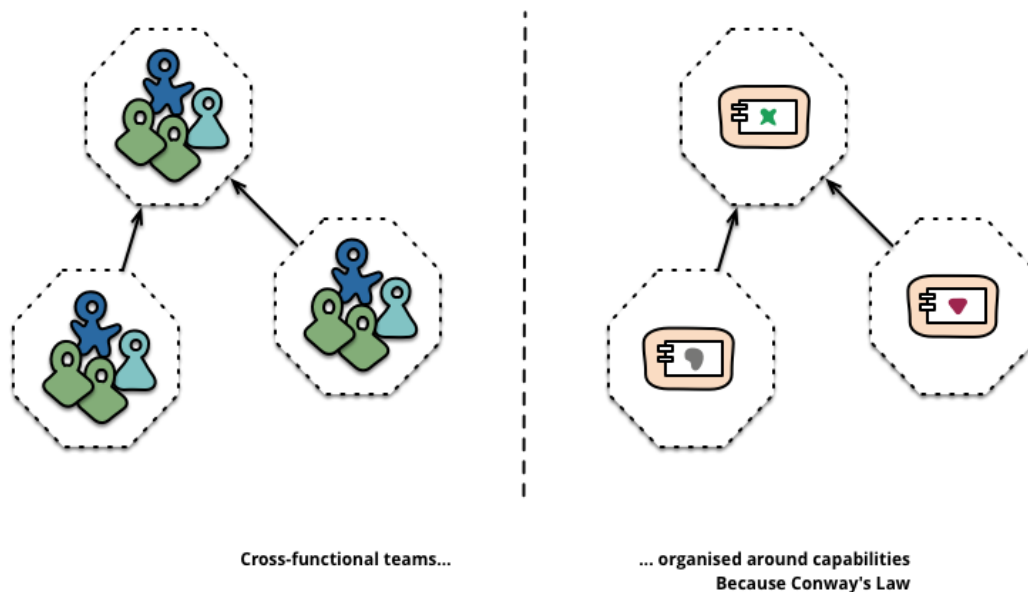 Cross-functional teams...
... organised around capabilities
Because Conway's Law